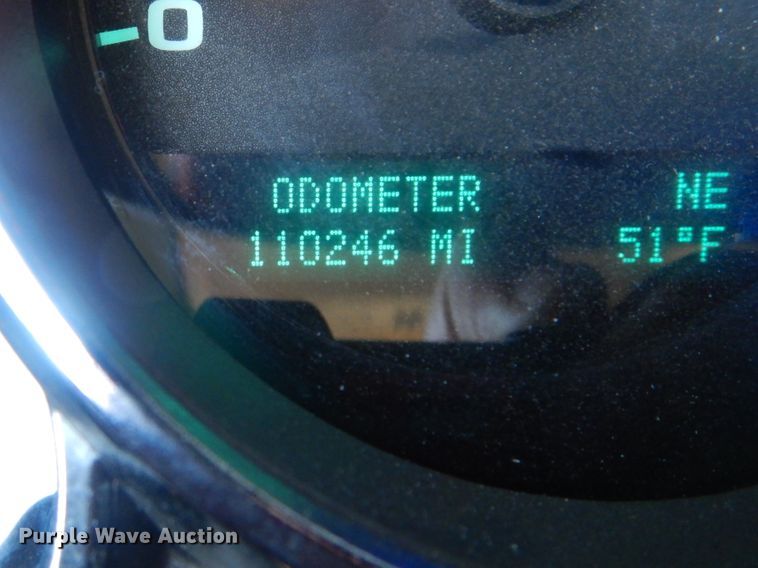 0
ODOMETER NE
110246 MI 51°F
Purple Wave Auction